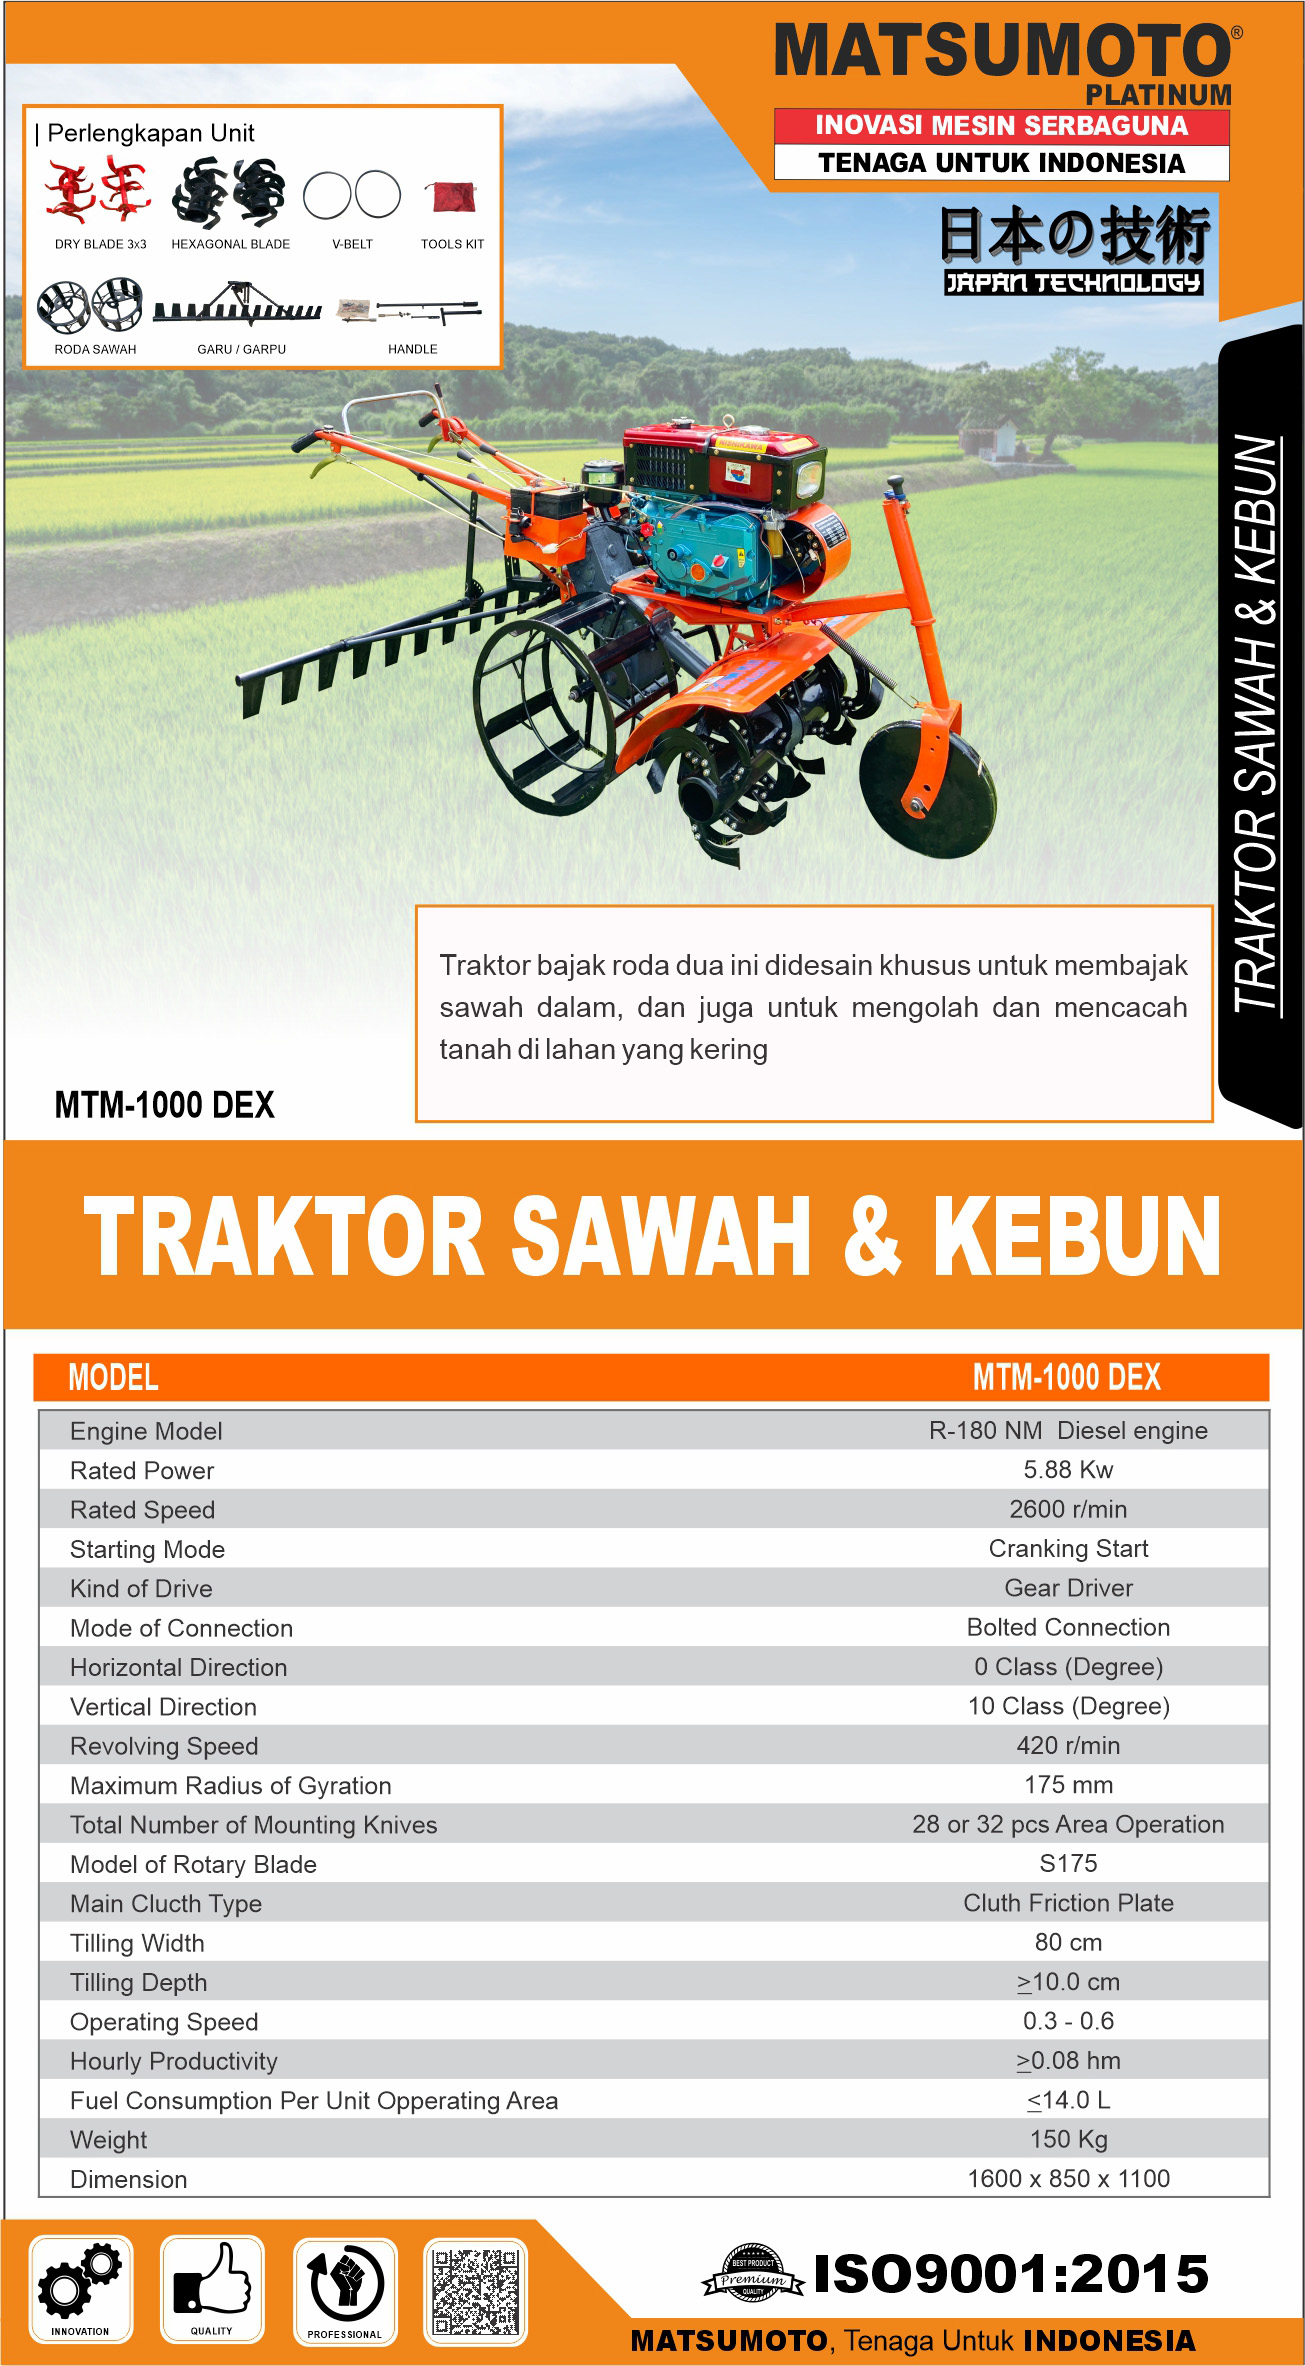 MATSUMOTO®
PLATINUM
INOVASI MESIN SERBAGUNA
TENAGA UNTUK INDONESIA
日本の技術
JAPAN TECHNOLOGY
| Perlengkapan Unit
DRY BLADE 3x3
HEXAGONAL BLADE
V-BELT
TOOLS KIT
RODA SAWAH
GARU / GARPU
HANDLE
NISHIKAWA
TRAKTOR SAWAH & KEBUN
Traktor bajak roda dua ini didesain khusus untuk membajak
sawah dalam, dan juga untuk mengolah dan mencacah
tanah di lahan yang kering
MTM-1000 DEX
TRAKTOR SAWAH & KEBUN
MODEL MTM-1000 DEX
Engine Model R-180 NM Diesel engine
Rated Power 5.88 Kw
Rated Speed 2600 r/min
Starting Mode Cranking Start
Kind of Drive Gear Driver
Mode of Connection Bolted Connection
Horizontal Direction 0 Class (Degree)
Vertical Direction 10 Class (Degree)
Revolving Speed 420 r/min
Maximum Radius of Gyration 175 mm
Total Number of Mounting Knives 28 or 32 pcs Area Operation
Model of Rotary Blade S175
Main Clucth Type Cluth Friction Plate
Tilling Width 80 cm
Tilling Depth ≥10.0 cm
Operating Speed 0.3 - 0.6
Hourly Productivity ≥0.08 hm
Fuel Consumption Per Unit Opperating Area ≤14.0 L
Weight 150 Kg
Dimension 1600 x 850 x 1100
INNOVATION
QUALITY
PROFESSIONAL
BEST PRODUCT
Premium
QUALITY
ISO9001:2015
MATSUMOTO, Tenaga Untuk INDONESIA